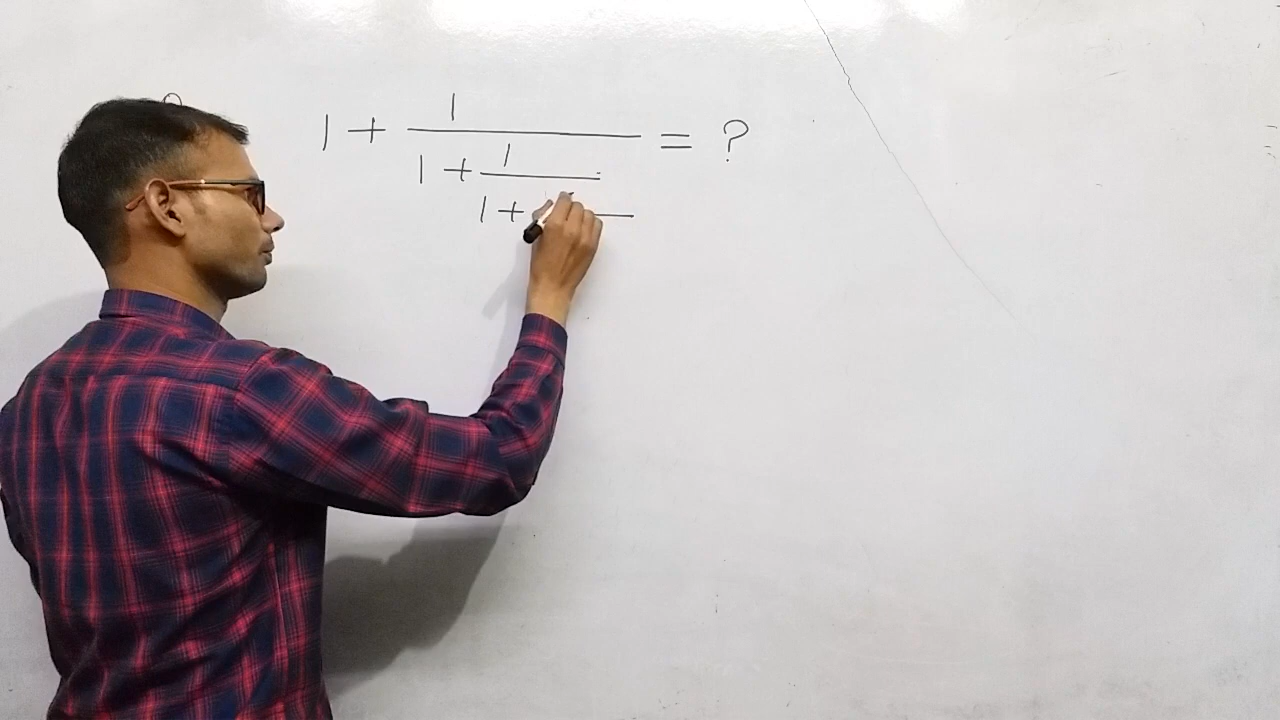 1 + 1
1 + 1 = ?
1 +